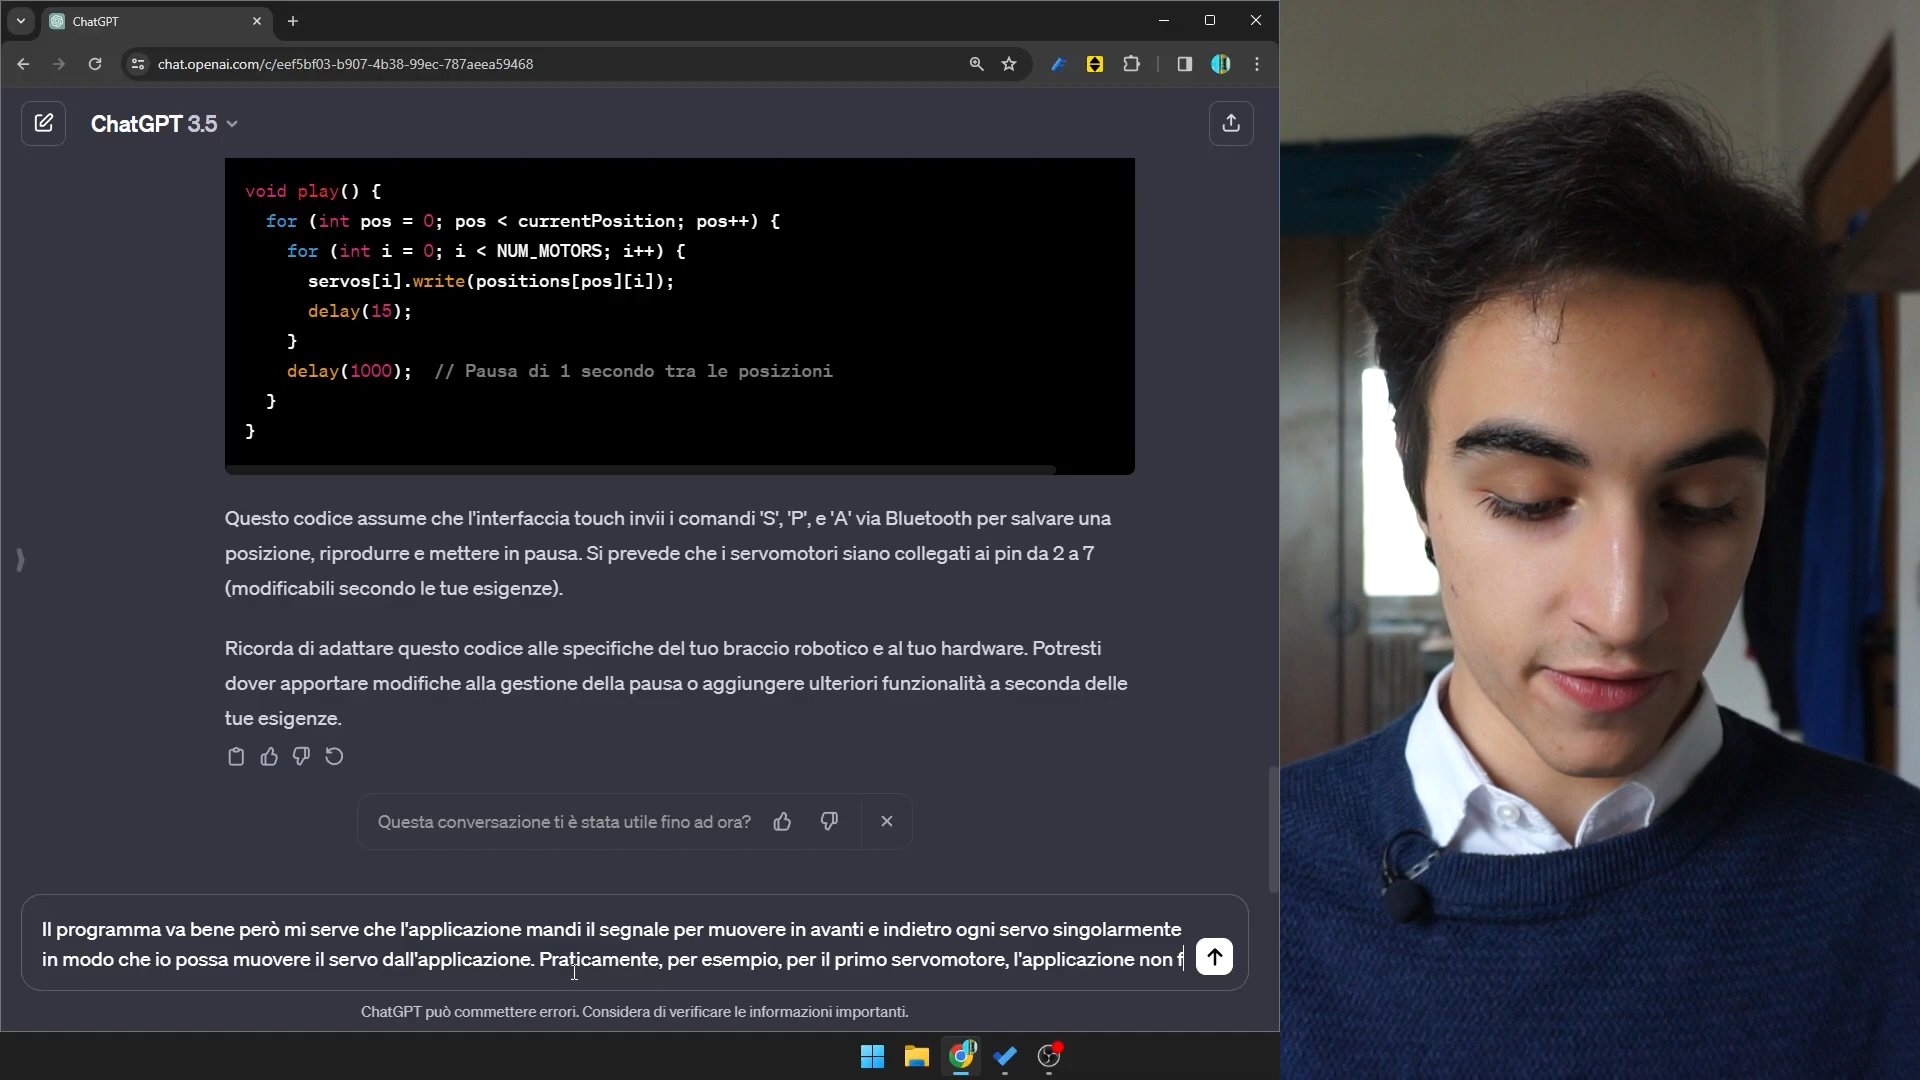 ChatGPT
chat.openai.com/c/eef5bf03-b907-4b38-99ec-787aeea59468
ChatGPT 3.5
void play() {
for (int pos = 0; pos < currentPosition; pos++) {
for (int i = 0; i < NUM_MOTORS; i++) {
servos[i].write(positions[pos][i]);
delay(15);
}
delay(1000); // Pausa di 1 secondo tra le posizioni
}
}
Questo codice assume che l'interfaccia touch invii i comandi 'S', 'P', e 'A' via Bluetooth per salvare una
posizione, riprodurre e mettere in pausa. Si prevede che i servomotori siano collegati ai pin da 2 a 7
(modificabili secondo le tue esigenze).
Ricorda di adattare questo codice alle specifiche del tuo braccio robotico e al tuo hardware. Potresti
dover apportare modifiche alla gestione della pausa o aggiungere ulteriori funzionalità a seconda delle
tue esigenze.
Questa conversazione ti è stata utile fino ad ora?
Il programma va bene però mi serve che l'applicazione mandi il segnale per muovere in avanti e indietro ogni servo singolarmente
in modo che io possa muovere il servo dall'applicazione. Praticamente, per esempio, per il primo servomotore, l'applicazione non f
ChatGPT può commettere errori. Considera di verificare le informazioni importanti.